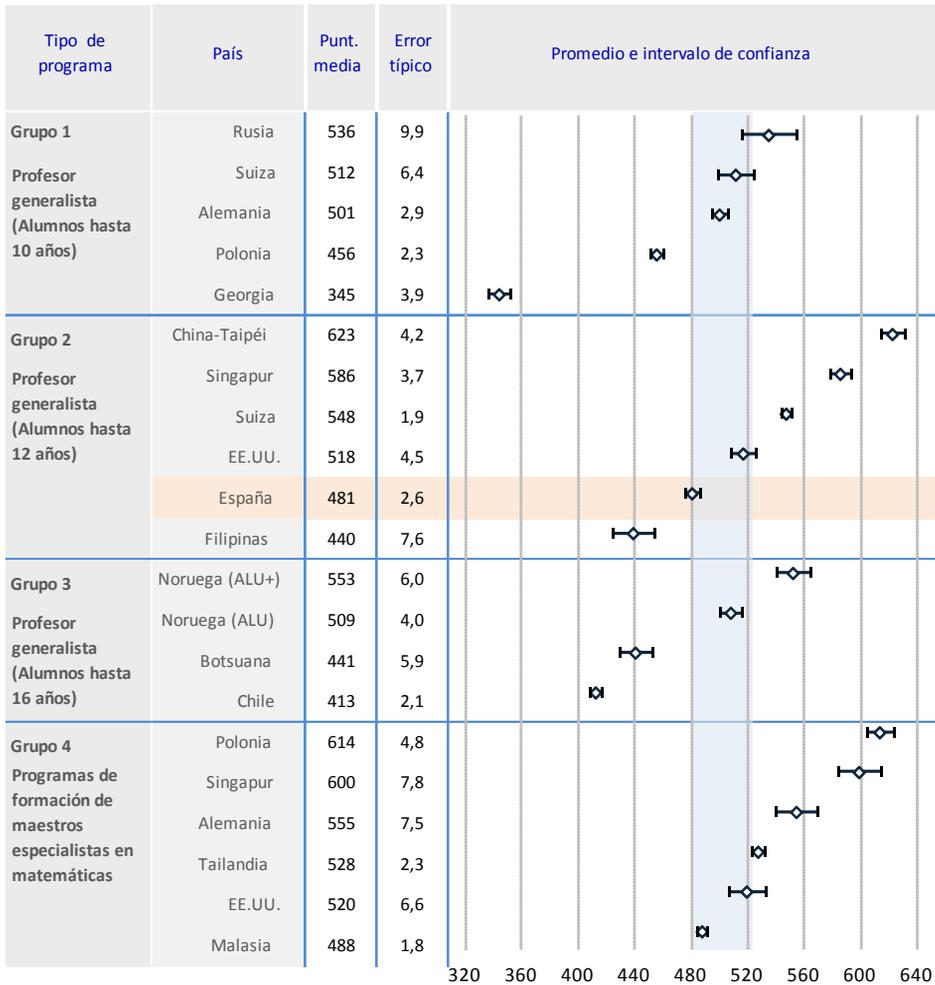 Tipo de programa País Punt. media Error típico Promedio e intervalo de confianza
Grupo 1
Profesor
generalista
(Alumnos hasta
10 años)
Rusia 536 9,9
Suiza 512 6,4
Alemania 501 2,9
Polonia 456 2,3
Georgia 345 3,9
Grupo 2
Profesor
generalista
(Alumnos hasta
12 años)
China-Taipéi 623 4,2
Singapur 586 3,7
Suiza 548 1,9
EE.UU. 518 4,5
España 481 2,6
Filipinas 440 7,6
Grupo 3
Profesor
generalista
(Alumnos hasta
16 años)
Noruega (ALU+) 553 6,0
Noruega (ALU) 509 4,0
Botsuana 441 5,9
Chile 413 2,1
Grupo 4
Programas de
formación de
maestros
especialistas en
matemáticas
Polonia 614 4,8
Singapur 600 7,8
Alemania 555 7,5
Tailandia 528 2,3
EE.UU. 520 6,6
Malasia 488 1,8
320 360 400 440 480 520 560 600 640